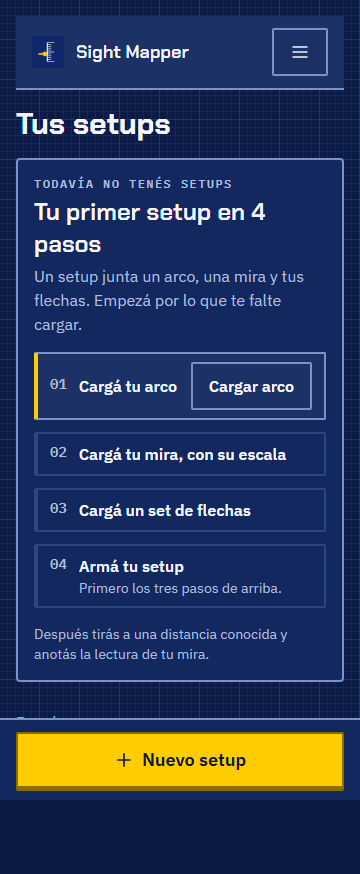 Sight Mapper
Tus setups
TODAVÍA NO TENÉS SETUPS
Tu primer setup en 4
pasos
Un setup junta un arco, una mira y tus
flechas. Empezá por lo que te falte
cargar.
01 Cargá tu arco Cargar arco
02 Cargá tu mira, con su escala
03 Cargá un set de flechas
04 Armá tu setup
Primero los tres pasos de arriba.
Después tirás a una distancia conocida y
anotás la lectura de tu mira.
+ Nuevo setup